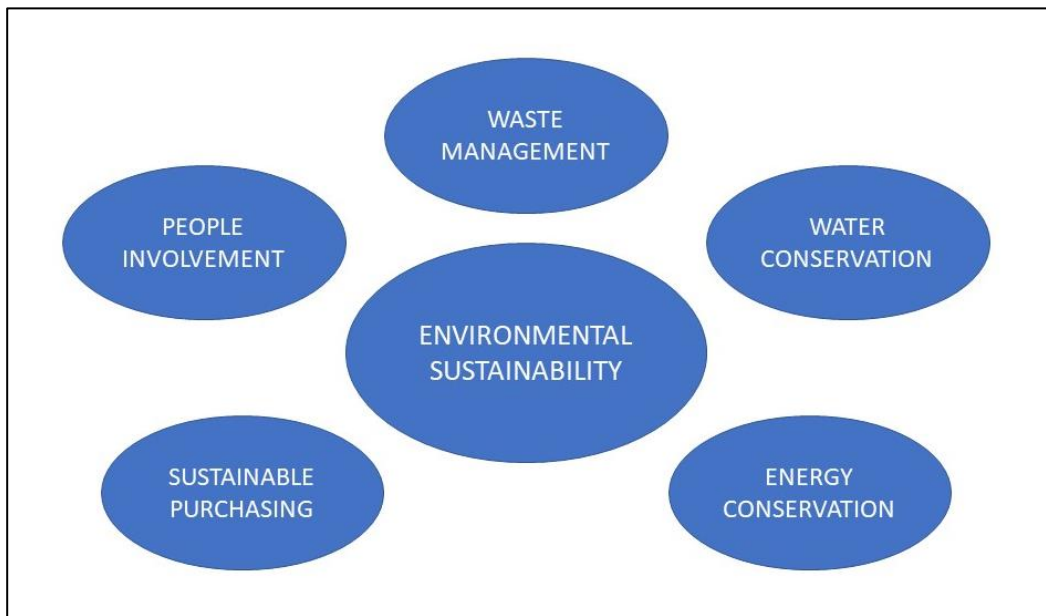 WASTE
MANAGEMENT
PEOPLE
INVOLVEMENT
WATER
CONSERVATION
ENVIRONMENTAL
SUSTAINABILITY
SUSTAINABLE
PURCHASING
ENERGY
CONSERVATION